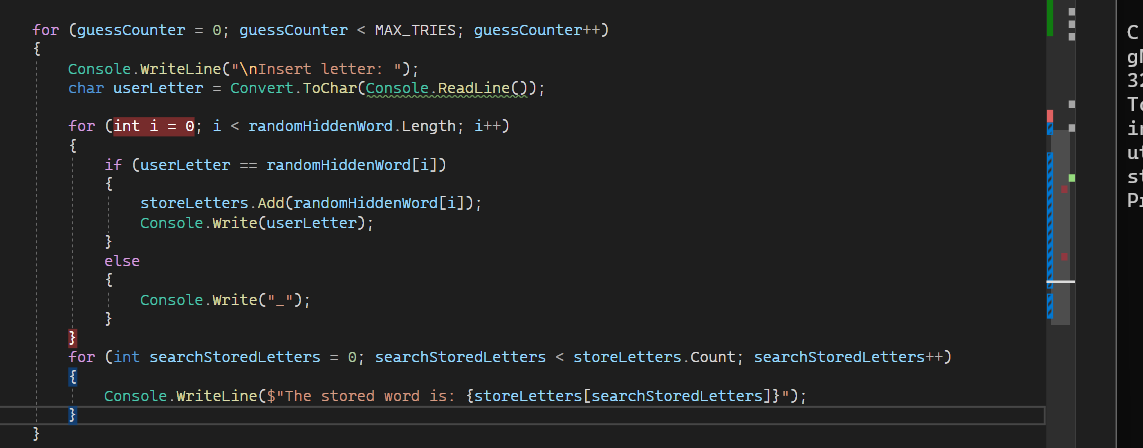 for (guessCounter = 0; guessCounter < MAX_TRIES; guessCounter++)
{
    Console.WriteLine("\nInsert letter: ");
    char userLetter = Convert.ToChar(Console.ReadLine());

    for (int i = 0; i < randomHiddenWord.Length; i++)
    {
        if (userLetter == randomHiddenWord[i])
        {
            storeLetters.Add(randomHiddenWord[i]);
            Console.Write(userLetter);
        }
        else
        {
            Console.Write("_");
        }
    }
    for (int searchStoredLetters = 0; searchStoredLetters < storeLetters.Count; searchStoredLetters++)
    {
        Console.WriteLine($"The stored word is: {storeLetters[searchStoredLetters]}");
    }
}
C
32
in
st